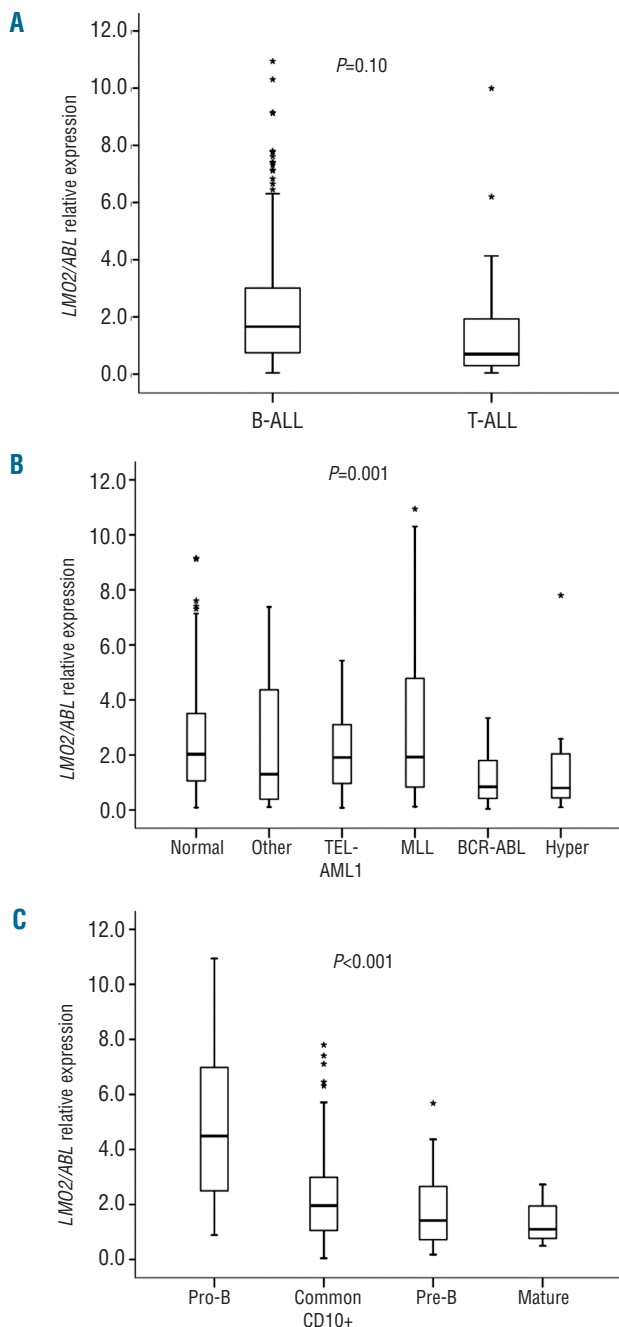 A
P=0.10
LMO2/ABL relative expression
12.0
10.0
8.0
6.0
4.0
2.0
0.0
B-ALL T-ALL
B
P=0.001
LMO2/ABL relative expression
12.0
10.0
8.0
6.0
4.0
2.0
0.0
Normal Other TEL- MLL BCR-ABL Hyper
AML1
C
P<0.001
LMO2/ABL relative expression
12.0
10.0
8.0
6.0
4.0
2.0
0.0
Pro-B Common Pre-B Mature
CD10+